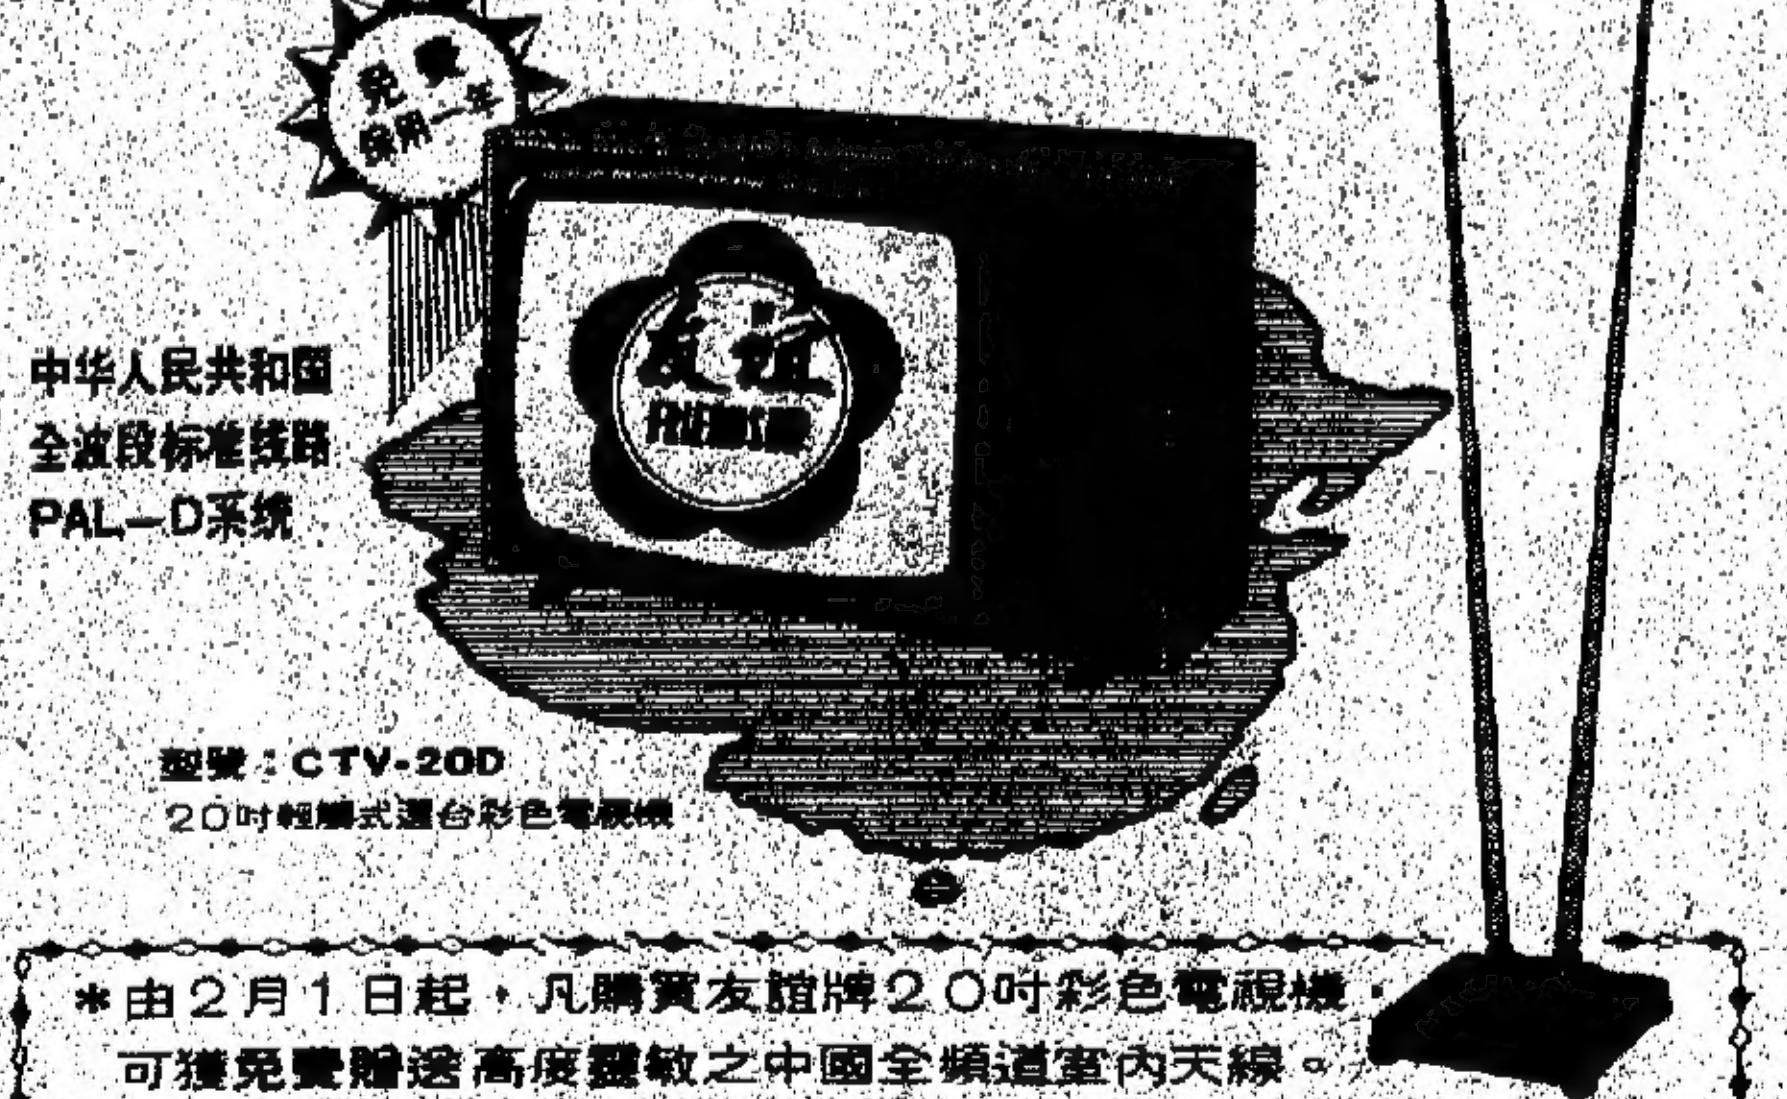 免費
保用一年
友誼
FRIENDSHIP
中华人民共和国
全波段标准线路
PAL—D系统
型號：CTV-20D
20吋輕觸式選台彩色電視機
*由2月1日起，凡購買友誼牌20吋彩色電視機，
可獲免費贈送高度靈敏之中國全頻道室內天線。